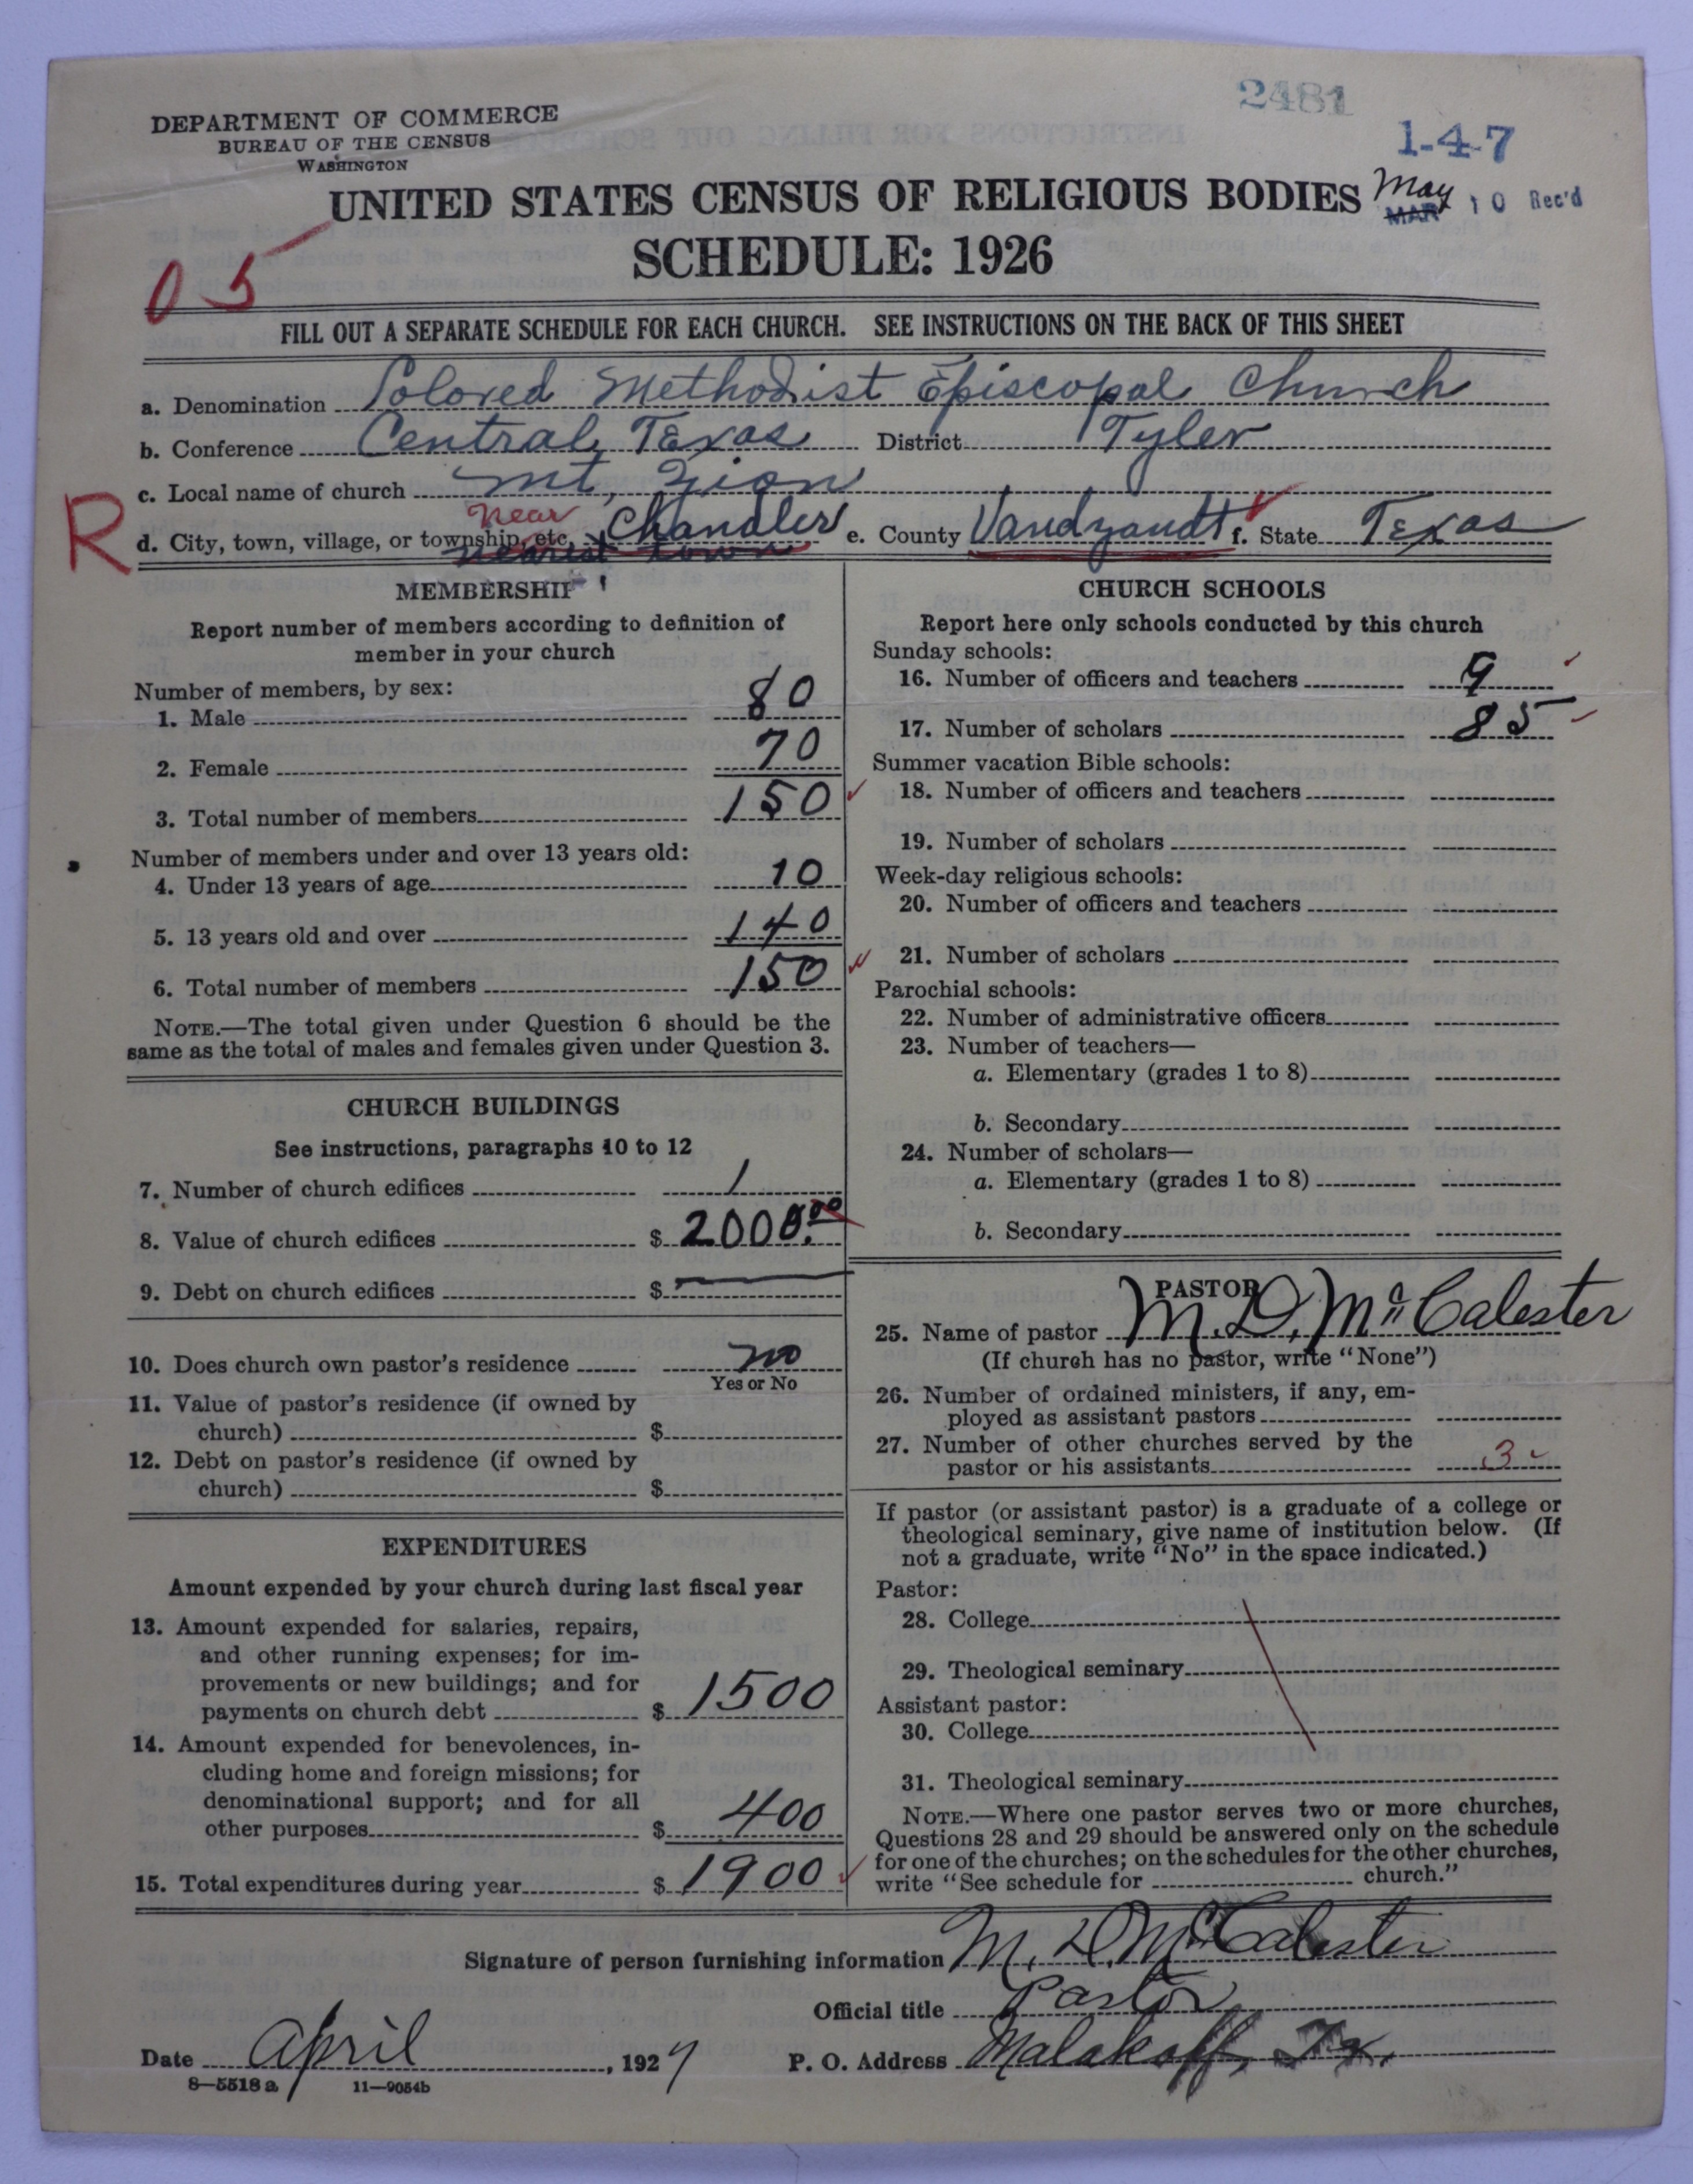 2481
DEPARTMENT OF COMMERCE
BUREAU OF THE CENSUS
WASHINGTON
1-4-7
UNITED STATES CENSUS OF RELIGIOUS BODIES
May
MAR 10 Rec'd
SCHEDULE: 1926
05
FILL OUT A SEPARATE SCHEDULE FOR EACH CHURCH. SEE INSTRUCTIONS ON THE BACK OF THIS SHEET
a. Denomination Colored Methodist Episcopal Church
b. Conference Central Texas District Tyler
c. Local name of church Mt, Zion
R
near
d. City, town, village, or township, etc. Chandler e. County Vandzandt f. State Texas
nearest town
MEMBERSHIP
Report number of members according to definition of
member in your church
Number of members, by sex:
1. Male 80
2. Female 70
3. Total number of members 150
Number of members under and over 13 years old:
4. Under 13 years of age 10
5. 13 years old and over 140
6. Total number of members 150
NOTE.—The total given under Question 6 should be the
same as the total of males and females given under Question 3.
CHURCH BUILDINGS
See instructions, paragraphs 10 to 12
7. Number of church edifices 1
8. Value of church edifices $ 2000.00
9. Debt on church edifices $ —
10. Does church own pastor's residence no
Yes or No
11. Value of pastor's residence (if owned by
church) $
12. Debt on pastor's residence (if owned by
church) $
EXPENDITURES
Amount expended by your church during last fiscal year
13. Amount expended for salaries, repairs,
and other running expenses; for im-
provements or new buildings; and for
payments on church debt $ 1500
14. Amount expended for benevolences, in-
cluding home and foreign missions; for
denominational support; and for all
other purposes $ 400
15. Total expenditures during year $ 1900
CHURCH SCHOOLS
Report here only schools conducted by this church
Sunday schools:
16. Number of officers and teachers 9
17. Number of scholars 85
Summer vacation Bible schools:
18. Number of officers and teachers
19. Number of scholars
Week-day religious schools:
20. Number of officers and teachers
21. Number of scholars
Parochial schools:
22. Number of administrative officers
23. Number of teachers—
a. Elementary (grades 1 to 8)
b. Secondary
24. Number of scholars—
a. Elementary (grades 1 to 8)
b. Secondary
PASTOR
25. Name of pastor M. D. McCalester
(If church has no pastor, write "None")
26. Number of ordained ministers, if any, em-
ployed as assistant pastors
27. Number of other churches served by the
pastor or his assistants 3
If pastor (or assistant pastor) is a graduate of a college or
theological seminary, give name of institution below. (If
not a graduate, write "No" in the space indicated.)
Pastor:
28. College
29. Theological seminary
Assistant pastor:
30. College
31. Theological seminary
NOTE.—Where one pastor serves two or more churches,
Questions 28 and 29 should be answered only on the schedule
for one of the churches; on the schedules for the other churches,
write "See schedule for church."
Signature of person furnishing information M. D. McCalester
Official title Pastor
Date April, 1927 P. O. Address Malakoff, Tx.
8—5518 a 11—9054b